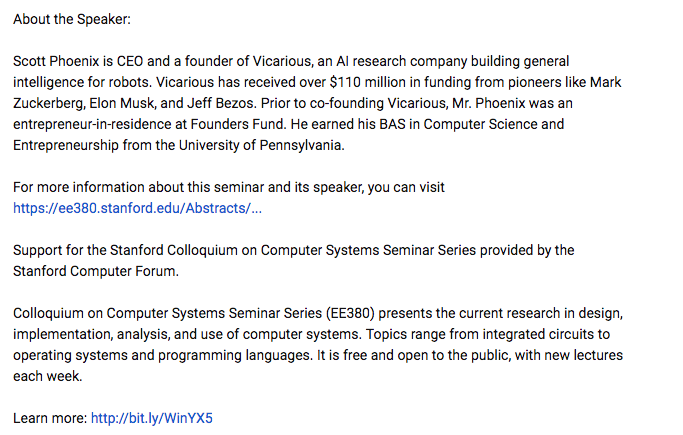 About the Speaker:
Scott Phoenix is CEO and a founder of Vicarious, an AI research company building general
intelligence for robots. Vicarious has received over $110 million in funding from pioneers like Mark
Zuckerberg, Elon Musk, and Jeff Bezos. Prior to co-founding Vicarious, Mr. Phoenix was an
entrepreneur-in-residence at Founders Fund. He earned his BAS in Computer Science and
Entrepreneurship from the University of Pennsylvania.
For more information about this seminar and its speaker, you can visit
https://ee380.stanford.edu/Abstracts/...
Support for the Stanford Colloquium on Computer Systems Seminar Series provided by the
Stanford Computer Forum.
Colloquium on Computer Systems Seminar Series (EE380) presents the current research in design,
implementation, analysis, and use of computer systems. Topics range from integrated circuits to
operating systems and programming languages. It is free and open to the public, with new lectures
each week.
Learn more: http://bit.ly/WinYX5